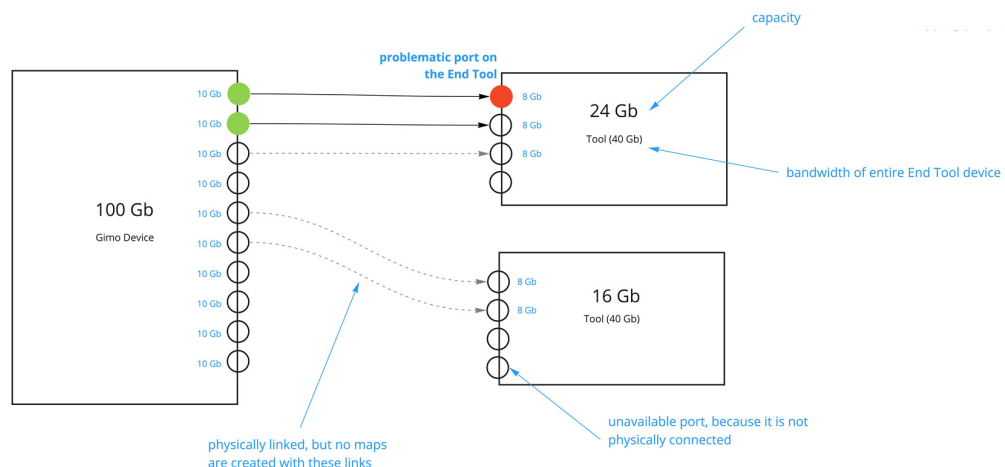 capacity
problematic port on
the End Tool
10 Gb
8 Gb
24 Gb
10 Gb
8 Gb
Tool (40 Gb)
10 Gb
8 Gb
bandwidth of entire End Tool device
10 Gb
100 Gb
10 Gb
Gimo Device
10 Gb
10 Gb
8 Gb
16 Gb
10 Gb
8 Gb
Tool (40 Gb)
10 Gb
10 Gb
unavailable port, because it is not
physically connected
physically linked, but no maps
are created with these links